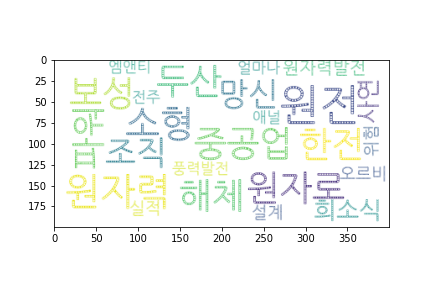 0
25
50
75
100
125
150
175
0 50 100 150 200 250 300 350
엠앤티
두산
얼마나
원자력발전
보성
전주
망신
원전
소형
애널
조직
중공업
한진
위험
풍력발전
오르비
원자력
해체
원자로
실적
설계
희소식